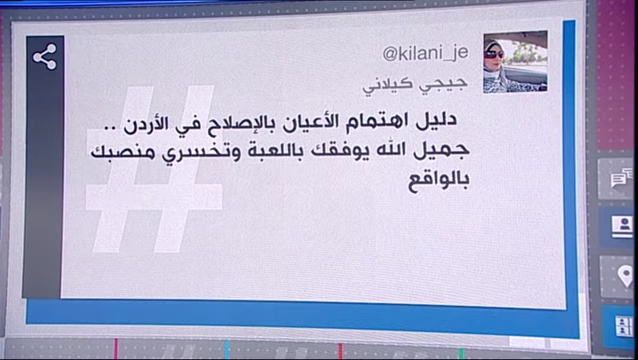 @kilani_je
جيجي كيلاني
دليل اهتمام الأعيان بالإصلاح في الأردن ..
جميل الله يوفقك باللعبة وتخسري منصبك
بالواقع
#